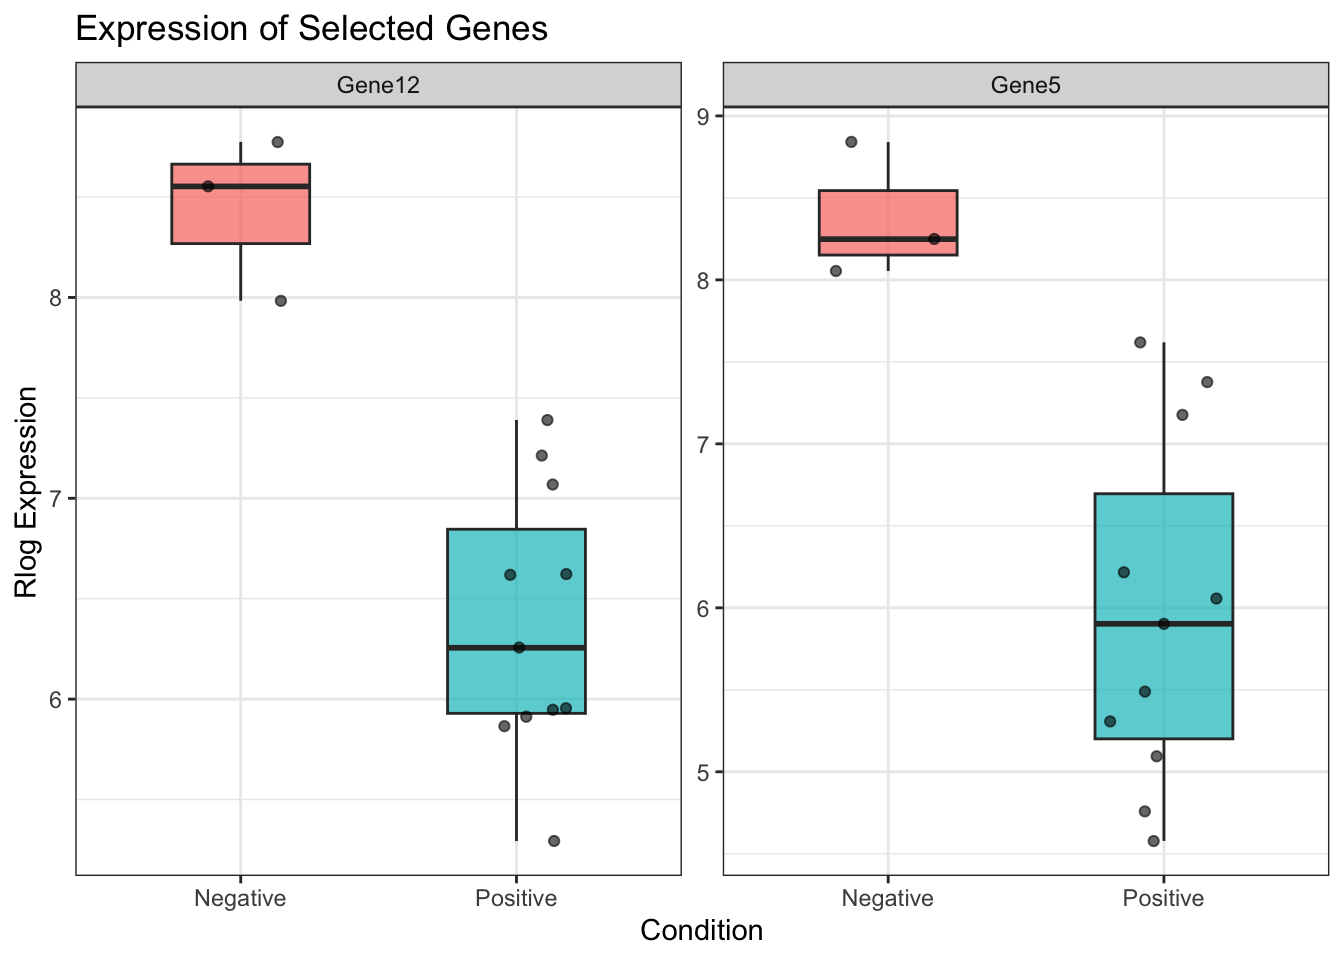 Expression of Selected Genes
Gene12
Gene5
Rlog Expression
8
7
6
9
8
7
6
5
Negative
Positive
Negative
Positive
Condition